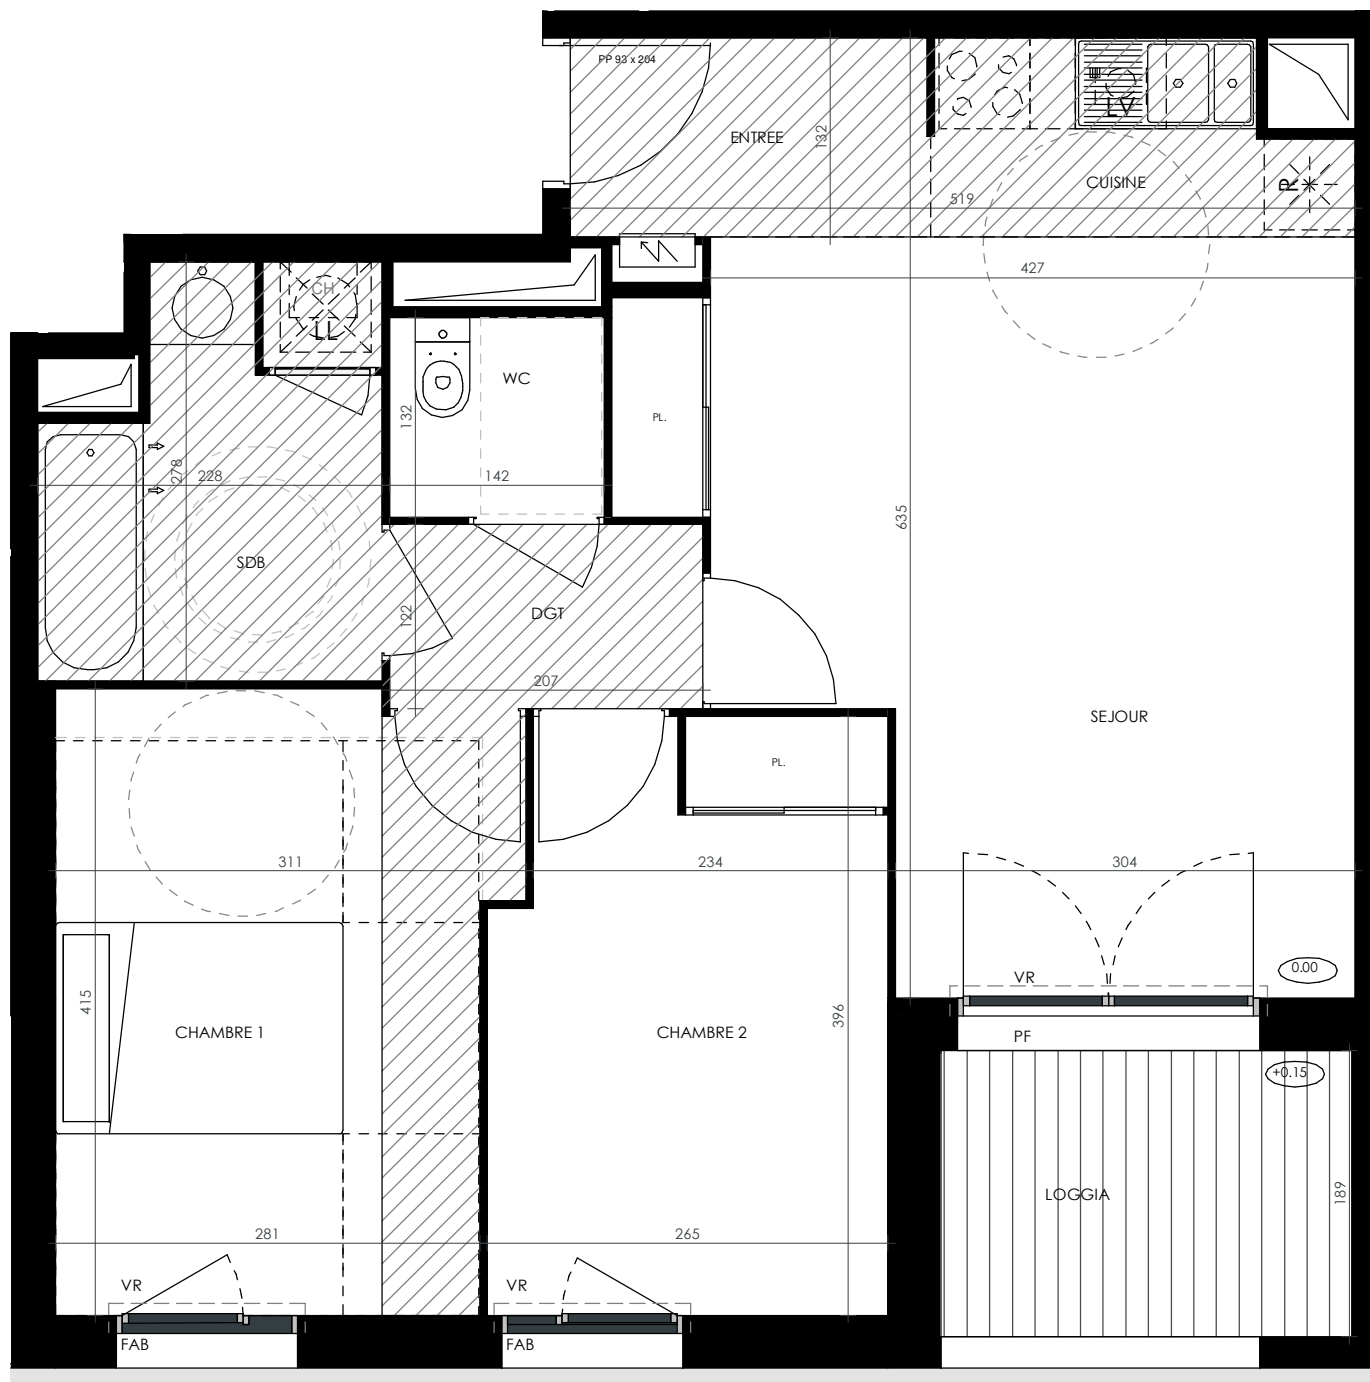 PP 93 x 204
ENTREE
132
LV
CUISINE
R
519
427
CH
LL
WC
PL.
132
278
228
142
635
SDB
122
DGT
207
SEJOUR
PL.
311
234
304
VR
0.00
415
CHAMBRE 1
396
CHAMBRE 2
PF
+0.15
LOGGIA
189
281
265
VR
VR
FAB
FAB